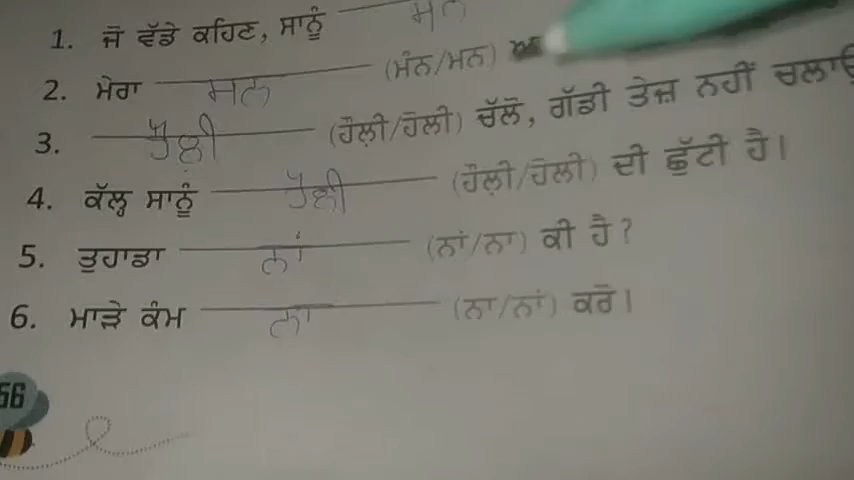 1. ਜੋ ਵੱਡੇ ਕਹਿਣ, ਸਾਨੂੰ
2. ਮੇਰਾ ਮਨ (ਮੰਨ/ਮਨ)
3. ਹੌਲੀ (ਹੌਲੀ/ਹੋਲੀ) ਚੱਲੋ, ਗੱਡੀ ਤੇਜ਼ ਨਹੀਂ
4. ਕੱਲ੍ਹ ਸਾਨੂੰ ਹੋਲੀ (ਹੌਲੀ/ਹੋਲੀ) ਦੀ ਛੁੱਟੀ ਹੈ।
5. ਤੁਹਾਡਾ ਨਾਂ (ਨਾਂ/ਨਾ) ਕੀ ਹੈ?
6. ਮਾੜੇ ਕੰਮ ਨਾ (ਨਾ/ਨਾਂ) ਕਰੋ।
56